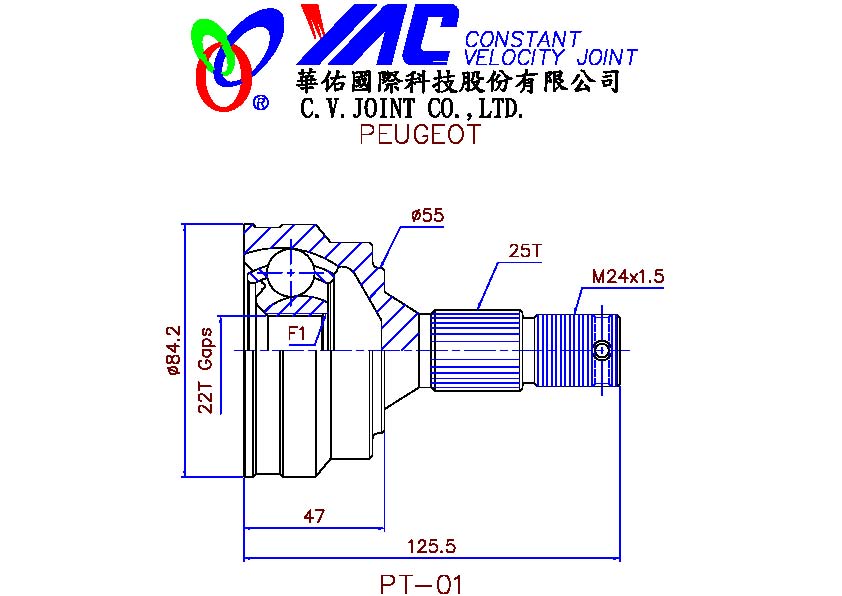 YAC CONSTANT
VELOCITY JOINT
®
華佑國際科技股份有限公司
C.V.JOINT CO.,LTD.
PEUGEOT
ø55
25T
M24x1.5
F1
ø84.2
22T Gaps
47
125.5
PT-01